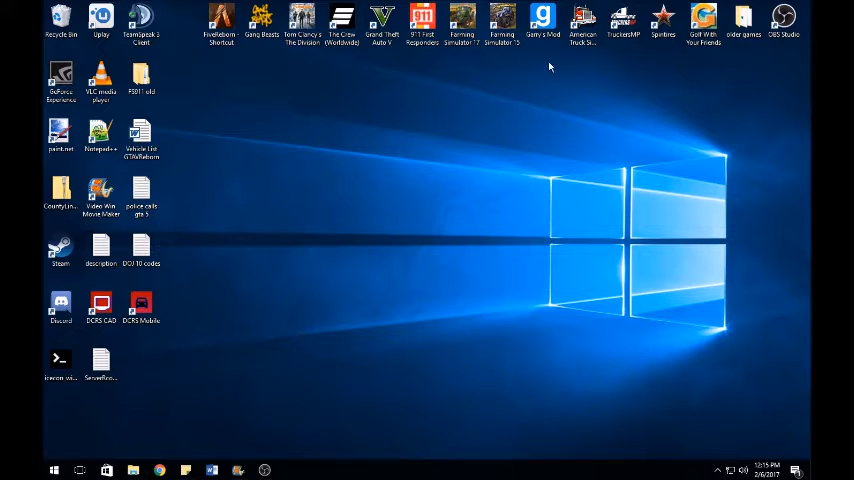 Recycle Bin
Uplay
TeamSpeak 3
Client
FiveReborn -
Shortcut
Gang Beasts
Tom Clancy's
The Division
The Crew
(Worldwide)
Grand Theft
Auto V
911 First
Responders
Farming
Simulator 17
Farming
Simulator 15
Garry's Mod
American
Truck Si...
TruckersMP
Spintires
Golf With
Your Friends
older games
OBS Studio
GeForce
Experience
VLC media
player
FS911 old
paint.net
Notepad++
Vehicle List
GTAVReborn
CountyLin...
Video Win
Movie Maker
police calls
gta 5
Steam
description
DOJ 10 codes
Discord
DCRS CAD
DCRS Mobile
icecon_wi...
ServerRco...
12:15 PM
2/6/2017